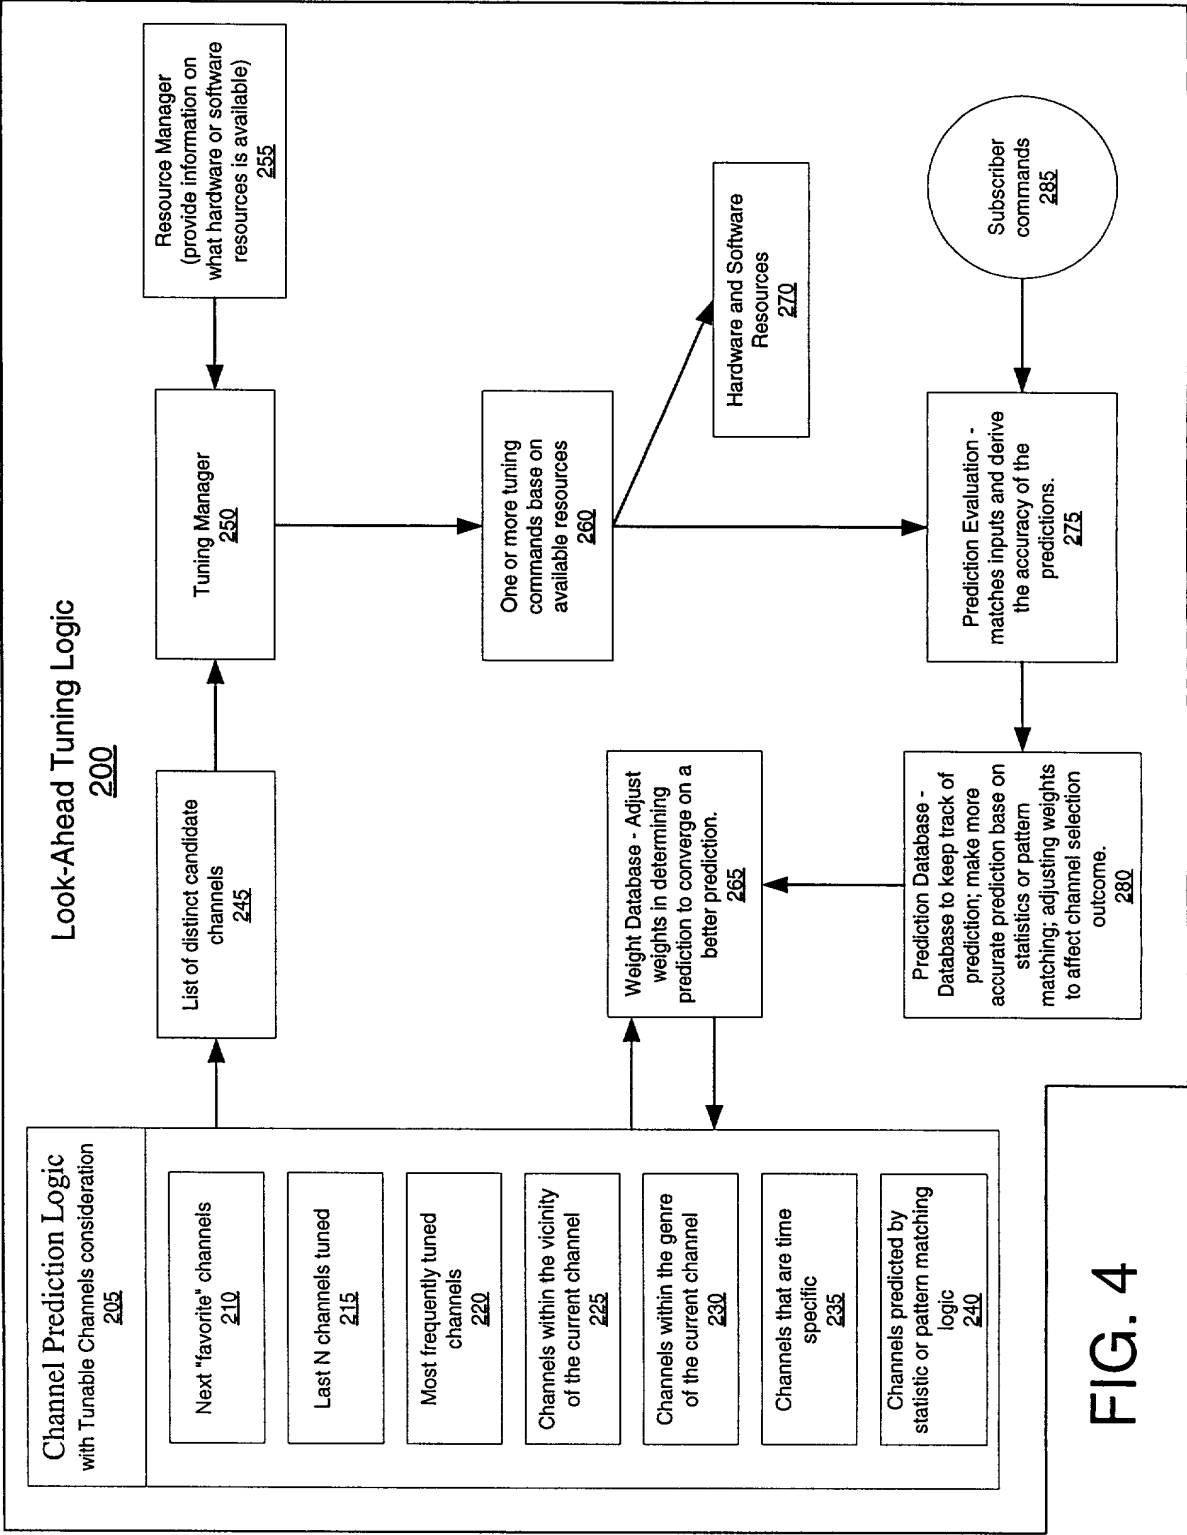 Look-Ahead Tuning Logic
200
Channel Prediction Logic
with Tunable Channels consideration
205
Next "favorite" channels
210
Last N channels tuned
215
Most frequently tuned
channels
220
Channels within the vicinity
of the current channel
225
Channels within the genre
of the current channel
230
Channels that are time
specific
235
Channels predicted by
statistic or pattern matching
logic
240
List of distinct candidate
channels
245
Tuning Manager
250
Resource Manager
(provide information on
what hardware or software
resources is available)
255
One or more tuning
commands base on
available resources
260
Hardware and Software
Resources
270
Weight Database - Adjust
weights in determining
prediction to converge on a
better prediction.
265
Prediction Database -
Database to keep track of
prediction; make more
accurate prediction base on
statistics or pattern
matching; adjusting weights
to affect channel selection
outcome.
280
Prediction Evaluation -
matches inputs and derive
the accuracy of the
predictions.
275
Subscriber
commands
285
FIG. 4